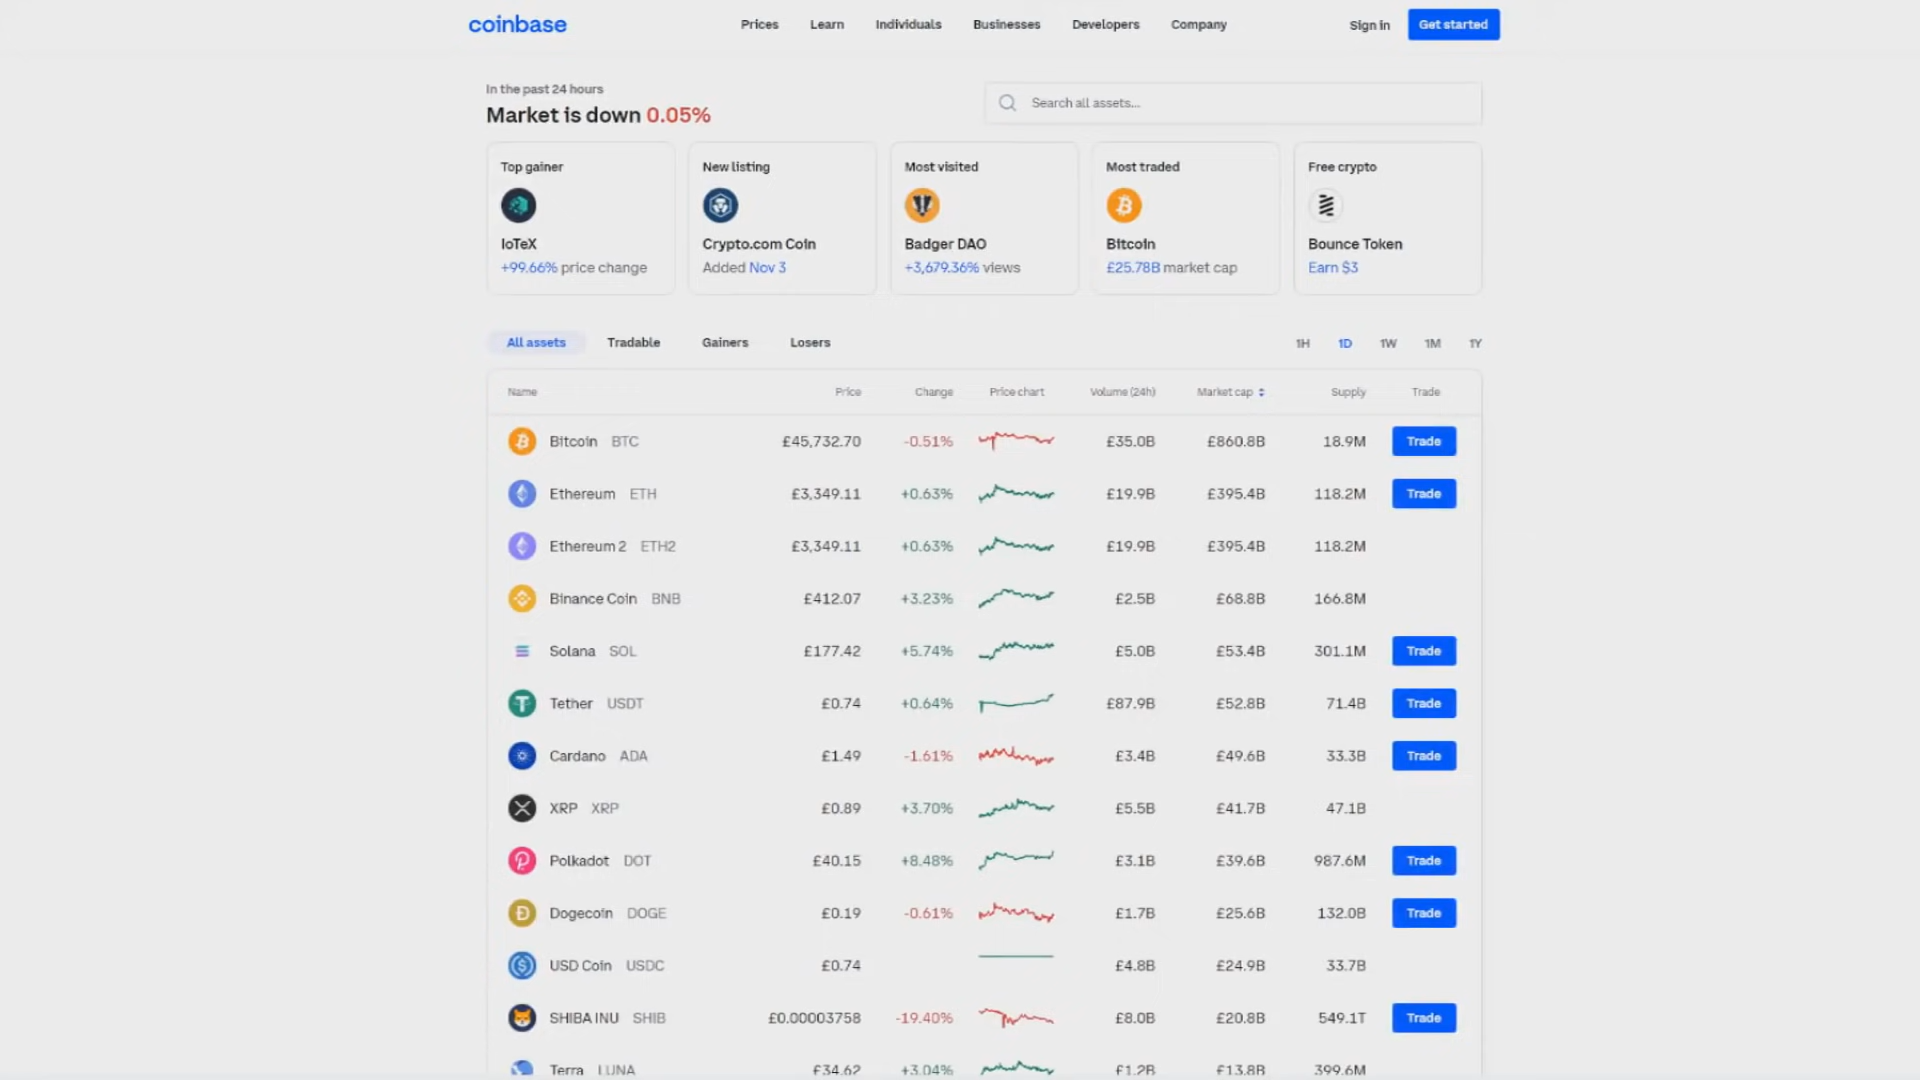 coinbase Prices Learn Individuals Businesses Developers Company Sign in Get started
In the past 24 hours
Market is down 0.05%
Search all assets...
Top gainer New listing Most visited Most traded Free crypto
IoTeX Crypto.com Coin Badger DAO Bitcoin Bounce Token
+99.66% price change Added Nov 3 +3,679.36% views £25.78B market cap Earn $3
All assets Tradable Gainers Losers 1H 1D 1W 1M 1Y
Name Price Change Price chart Volume (24h) Market cap Supply Trade
Bitcoin BTC £45,732.70 -0.51% £35.0B £860.8B 18.9M Trade
Ethereum ETH £3,349.11 +0.63% £19.9B £395.4B 118.2M Trade
Ethereum 2 ETH2 £3,349.11 +0.63% £19.9B £395.4B 118.2M
Binance Coin BNB £412.07 +3.23% £2.5B £68.8B 166.8M
Solana SOL £177.42 +5.74% £5.0B £53.4B 301.1M Trade
Tether USDT £0.74 +0.64% £87.9B £52.8B 71.4B Trade
Cardano ADA £1.49 -1.61% £3.4B £49.6B 33.3B Trade
XRP XRP £0.89 +3.70% £5.5B £41.7B 47.1B
Polkadot DOT £40.15 +8.48% £3.1B £39.6B 987.6M Trade
Dogecoin DOGE £0.19 -0.61% £1.7B £25.6B 132.0B Trade
USD Coin USDC £0.74 £4.8B £24.9B 33.7B
SHIBA INU SHIB £0.00003758 -19.40% £8.0B £20.8B 549.1T Trade
Terra LUNA £34.62 +3.04% £1.2B £13.8B 399.6M